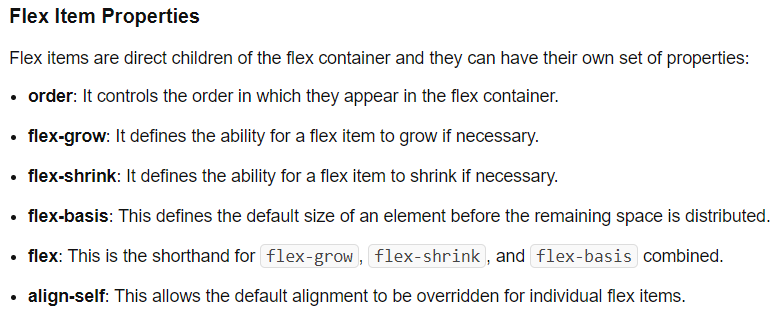 Flex Item Properties
Flex items are direct children of the flex container and they can have their own set of properties:
• order: It controls the order in which they appear in the flex container.
• flex-grow: It defines the ability for a flex item to grow if necessary.
• flex-shrink: It defines the ability for a flex item to shrink if necessary.
• flex-basis: This defines the default size of an element before the remaining space is distributed.
• flex: This is the shorthand for flex-grow, flex-shrink, and flex-basis combined.
• align-self: This allows the default alignment to be overridden for individual flex items.